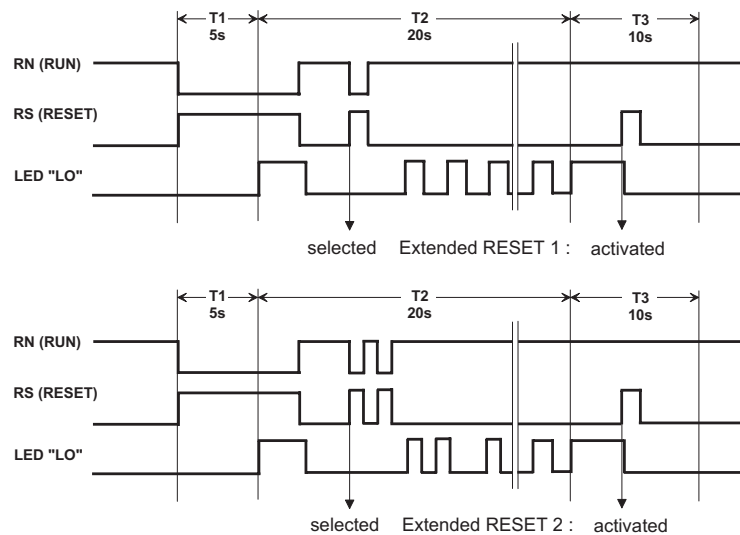 T1 T2 T3
5s 20s 10s
RN (RUN)
RS (RESET)
LED "LO"
selected Extended RESET 1 : activated
T1 T2 T3
5s 20s 10s
RN (RUN)
RS (RESET)
LED "LO"
selected Extended RESET 2 : activated